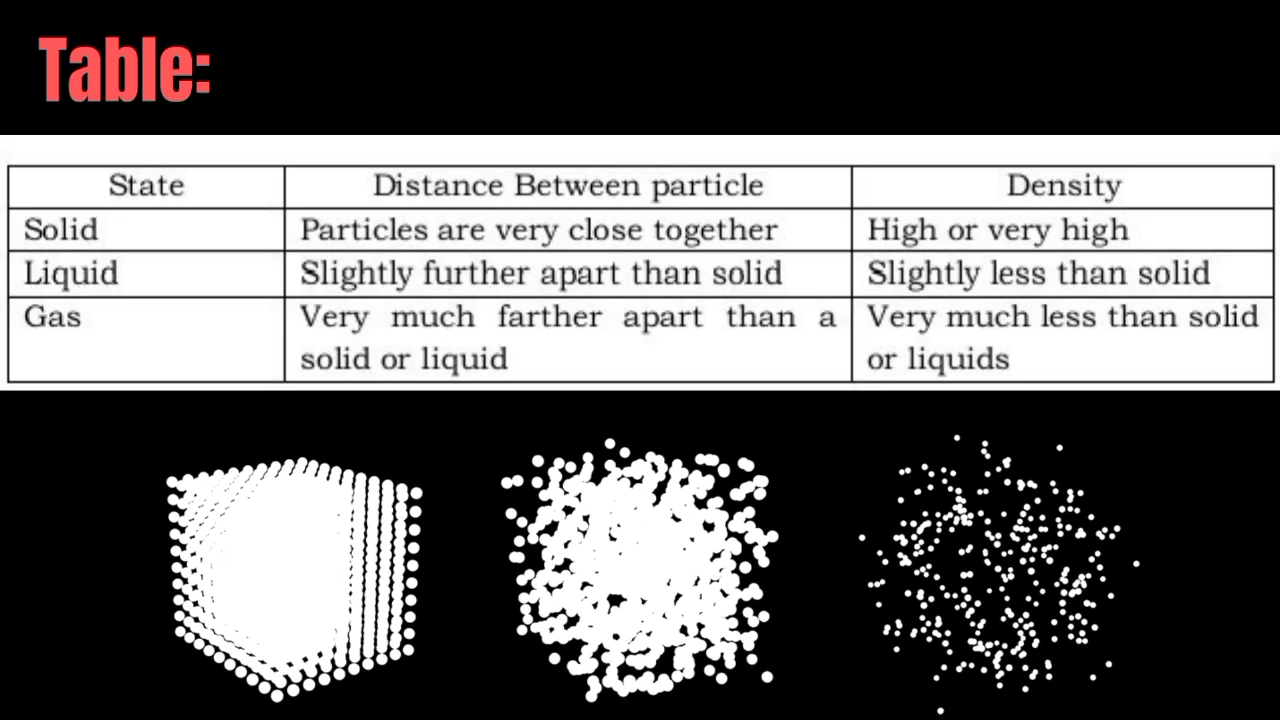 Table:
State Distance Between particle Density
Solid Particles are very close together High or very high
Liquid Slightly further apart than solid Slightly less than solid
Gas Very much farther apart than a Very much less than solid
solid or liquid or liquids